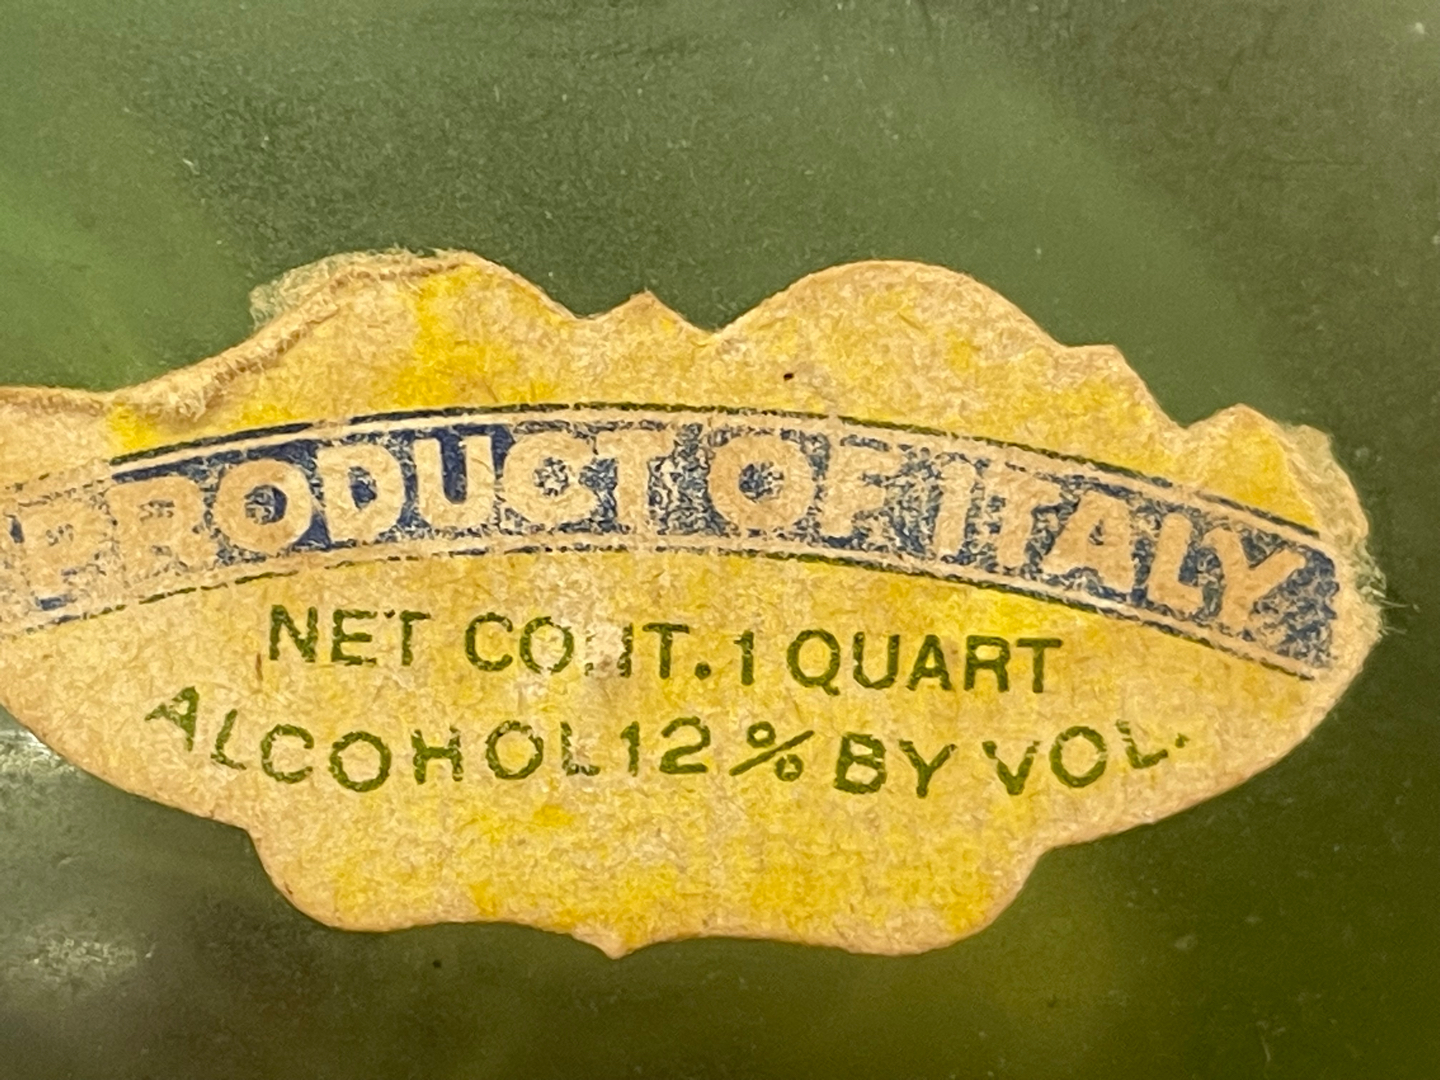 PRODUCT OF ITALY
NET CONT. 1 QUART
ALCOHOL 12% BY VOL.